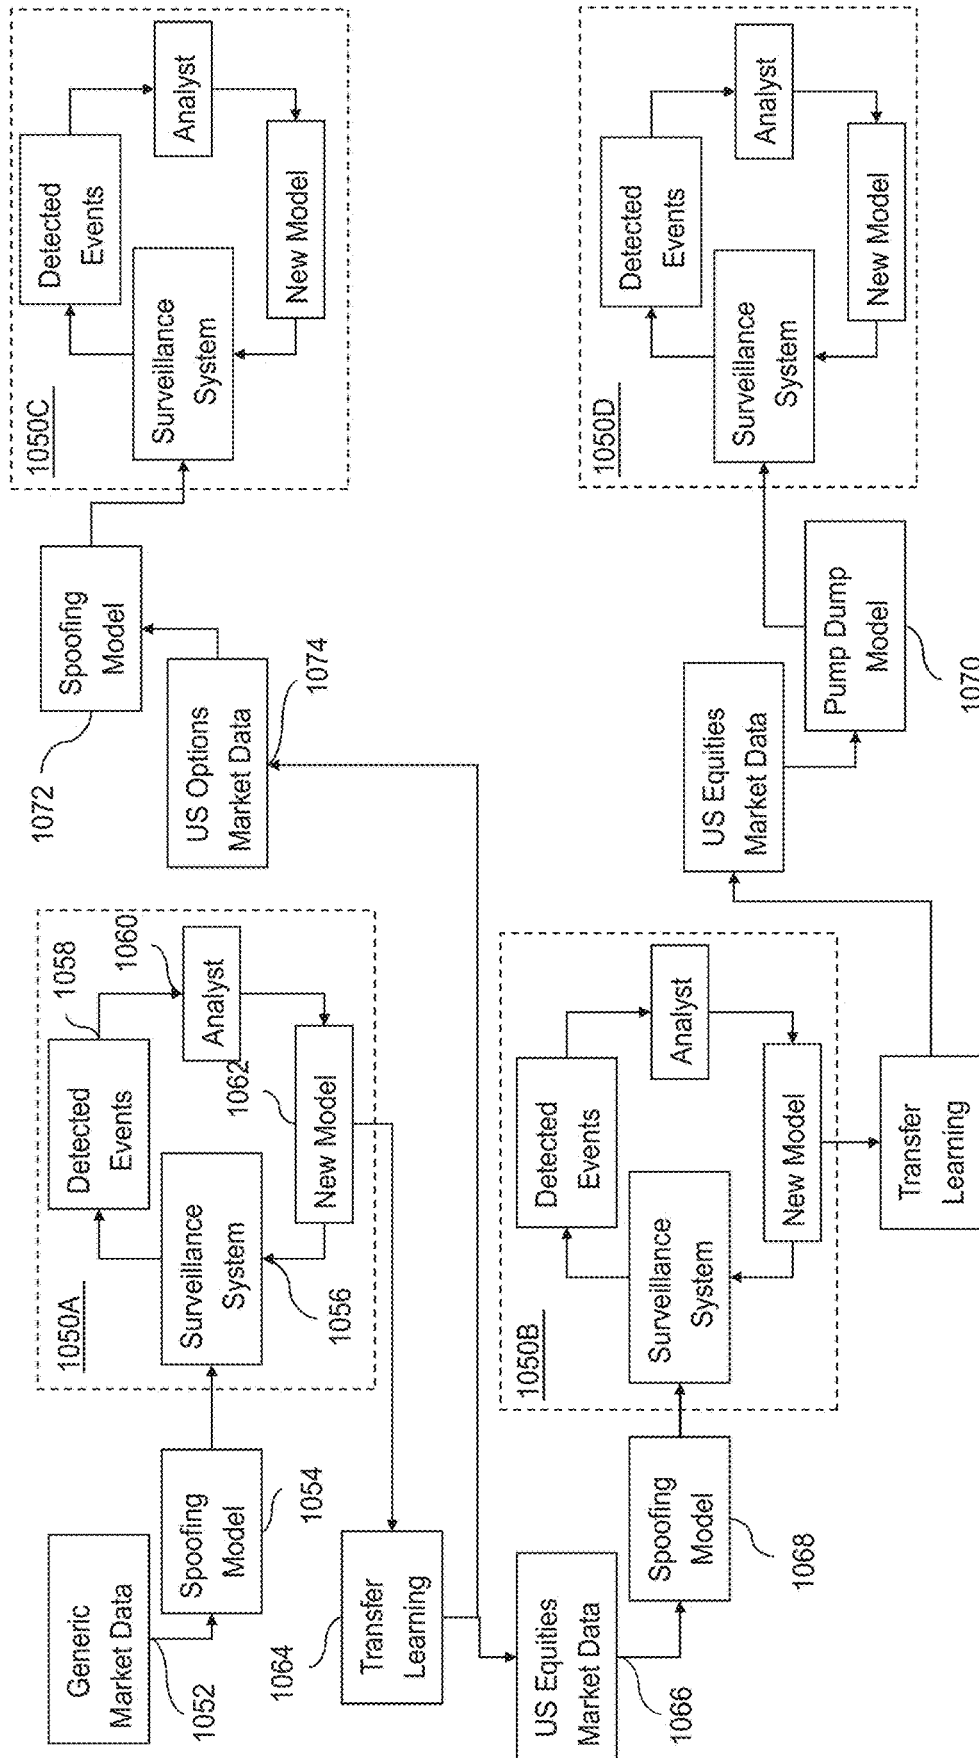 Generic
Market Data
1052
Spoofing
Model
1054
1050A
Surveillance
System
1056
Detected
Events
1058
1060
Analyst
1062
New Model
1064
Transfer
Learning
1072
Spoofing
Model
US Options
Market Data
1074
1050C
Surveillance
System
Detected
Events
Analyst
New Model
US Equities
Market Data
1066
Spoofing
Model
1068
1050B
Surveillance
System
Detected
Events
Analyst
New Model
Transfer
Learning
US Equities
Market Data
Pump Dump
Model
1070
1050D
Surveillance
System
Detected
Events
Analyst
New Model